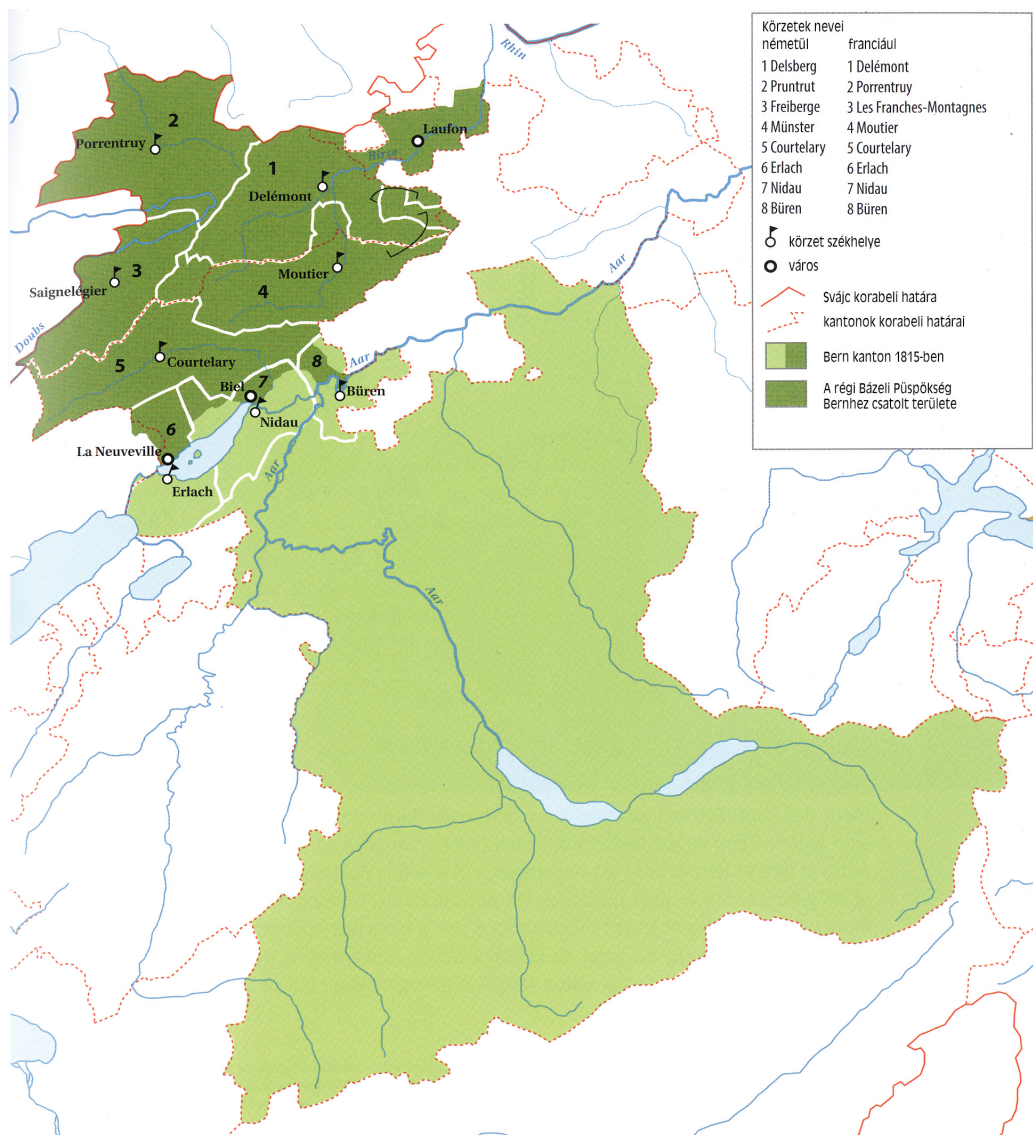 Körzetek nevei
németül franciául
1 Delsberg 1 Delémont
2 Pruntrut 2 Porrentruy
3 Freiberge 3 Les Franches-Montagnes
4 Münster 4 Moutier
5 Courtelary 5 Courtelary
6 Erlach 6 Erlach
7 Nidau 7 Nidau
8 Büren 8 Büren
körzet székhelye
város
Svájc korabeli határa
kantonok korabeli határai
Bern kanton 1815-ben
A régi Bázeli Püspökség
Bernhez csatolt területe
Rhin
2
Porrentruy
Laufon
Birse
1
Delémont
Aar
3
Moutier
Saignelégier
4
Doubs
5
Courtelary
Aar
8
7
Biel
Büren
Nidau
6
La Neuveville
Aar
Erlach
Aar